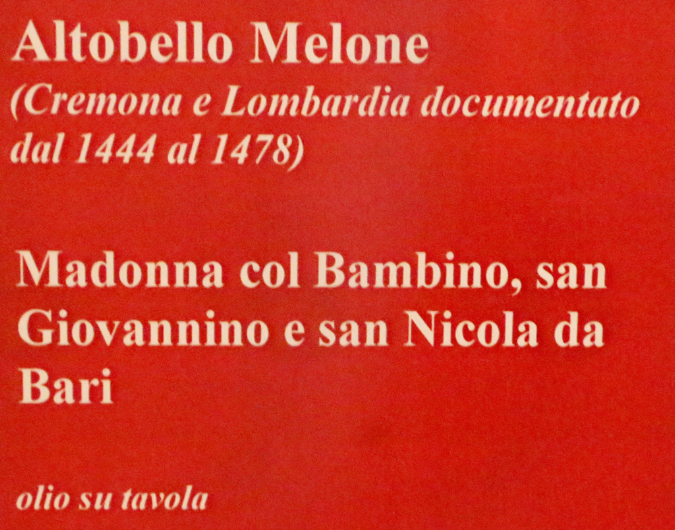 Altobello Melone
(Cremona e Lombardia documentato
dal 1444 al 1478)
Madonna col Bambino, san
Giovannino e san Nicola da
Bari
olio su tavola